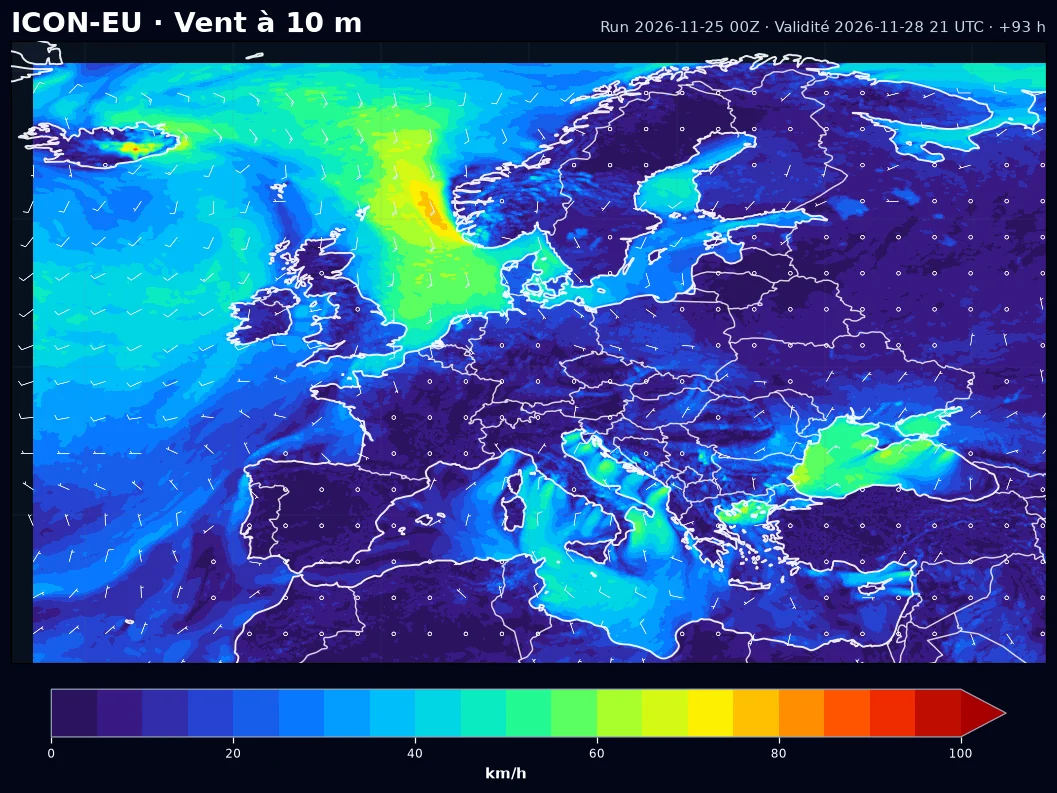 ICON-EU · Vent à 10 m
Run 2026-11-25 00Z · Validité 2026-11-28 21 UTC · +93 h
0 20 40 60 80 100
km/h